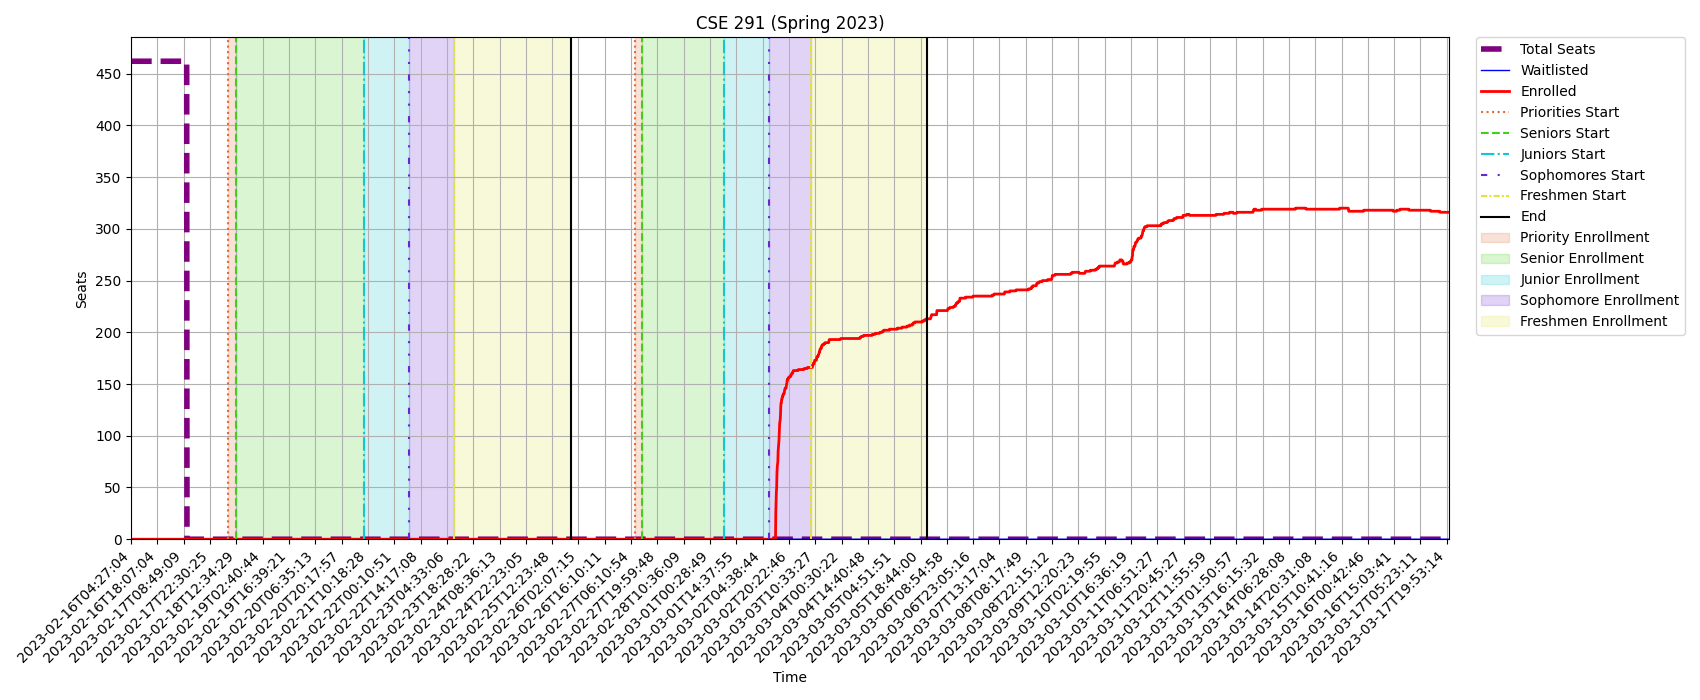 CSE 291 (Spring 2023)
Seats
450
400
350
300
250
200
150
100
50
0
2023-02-16T04:27:04
2023-02-16T18:07:04
2023-02-17T08:49:09
2023-02-17T22:30:25
2023-02-18T12:34:29
2023-02-19T02:40:44
2023-02-19T16:39:21
2023-02-20T06:35:13
2023-02-20T20:17:57
2023-02-21T10:18:28
2023-02-22T00:10:51
2023-02-22T14:17:08
2023-02-23T04:33:06
2023-02-23T18:28:22
2023-02-24T08:36:13
2023-02-24T22:23:05
2023-02-25T12:23:48
2023-02-26T02:07:15
2023-02-26T16:10:11
2023-02-27T06:10:54
2023-02-27T19:59:48
2023-02-28T10:36:09
2023-03-01T00:28:49
2023-03-01T14:37:55
2023-03-02T04:38:44
2023-03-02T20:22:46
2023-03-03T10:33:27
2023-03-04T00:30:22
2023-03-04T14:40:48
2023-03-05T04:51:51
2023-03-05T18:44:00
2023-03-06T08:54:58
2023-03-06T23:05:16
2023-03-07T13:17:04
2023-03-08T08:17:49
2023-03-08T22:15:12
2023-03-09T12:20:23
2023-03-10T02:19:55
2023-03-10T16:36:19
2023-03-11T06:51:27
2023-03-11T20:45:27
2023-03-12T11:55:59
2023-03-13T01:50:57
2023-03-13T16:15:32
2023-03-14T06:28:08
2023-03-14T20:31:08
2023-03-15T10:41:16
2023-03-16T00:42:46
2023-03-16T15:03:41
2023-03-17T05:23:11
2023-03-17T19:53:14
Time
Total Seats
Waitlisted
Enrolled
Priorities Start
Seniors Start
Juniors Start
Sophomores Start
Freshmen Start
End
Priority Enrollment
Senior Enrollment
Junior Enrollment
Sophomore Enrollment
Freshmen Enrollment